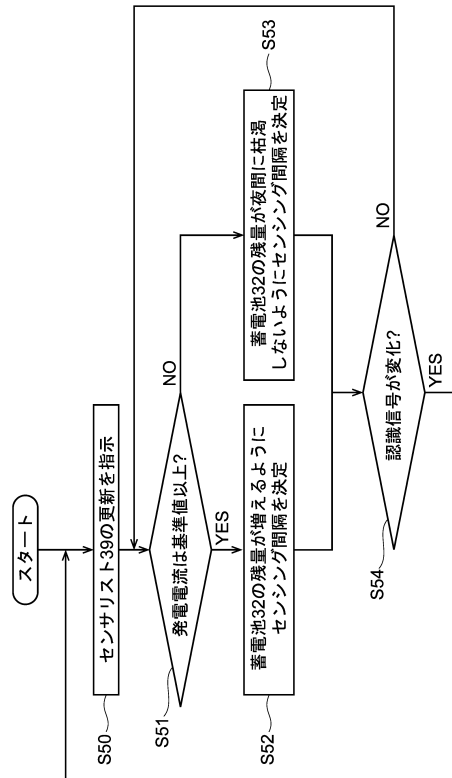 スタート
センサリスト39の更新を指示
S50
発電電流は基準値以上?
S51
NO
YES
蓄電池32の残量が増えるように
センシング間隔を決定
S52
蓄電池32の残量が夜間に枯渇
しないようにセンシング間隔を決定
S53
認識信号が変化?
S54
NO
YES